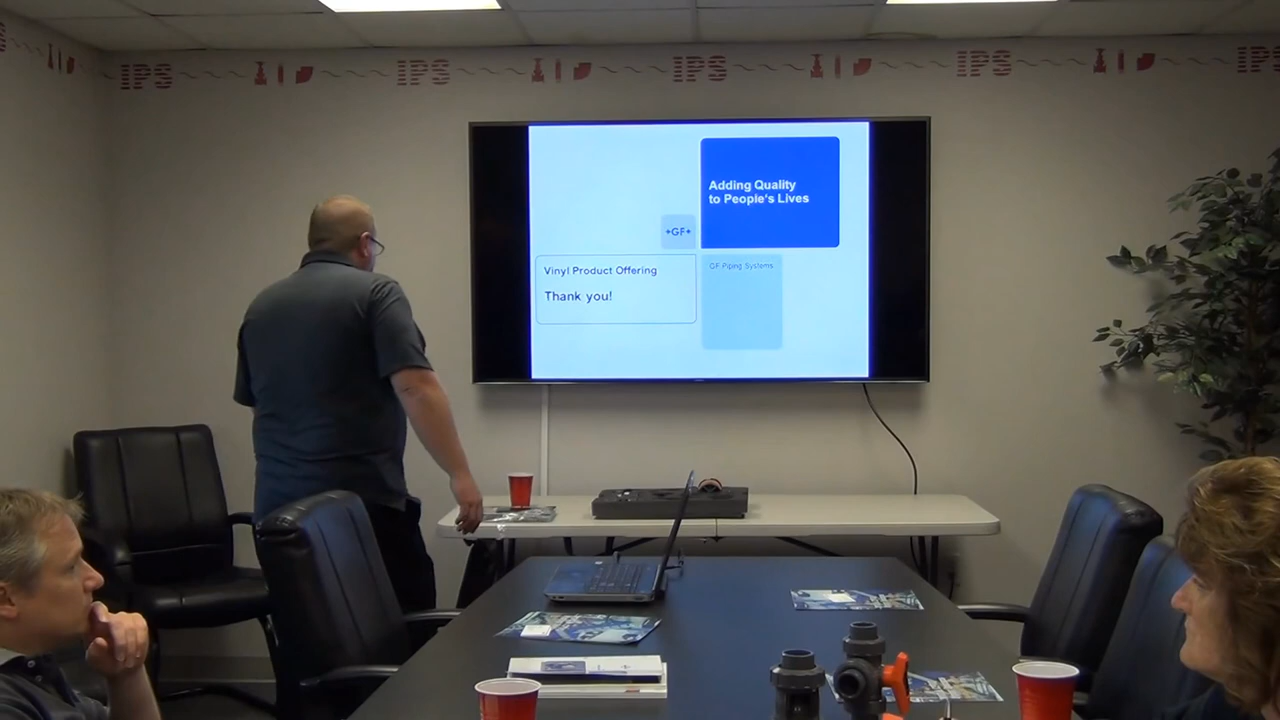 IPS IPS IPS IPS IPS
Adding Quality
to People's Lives
+GF+
Vinyl Product Offering
Thank you!
GF Piping Systems